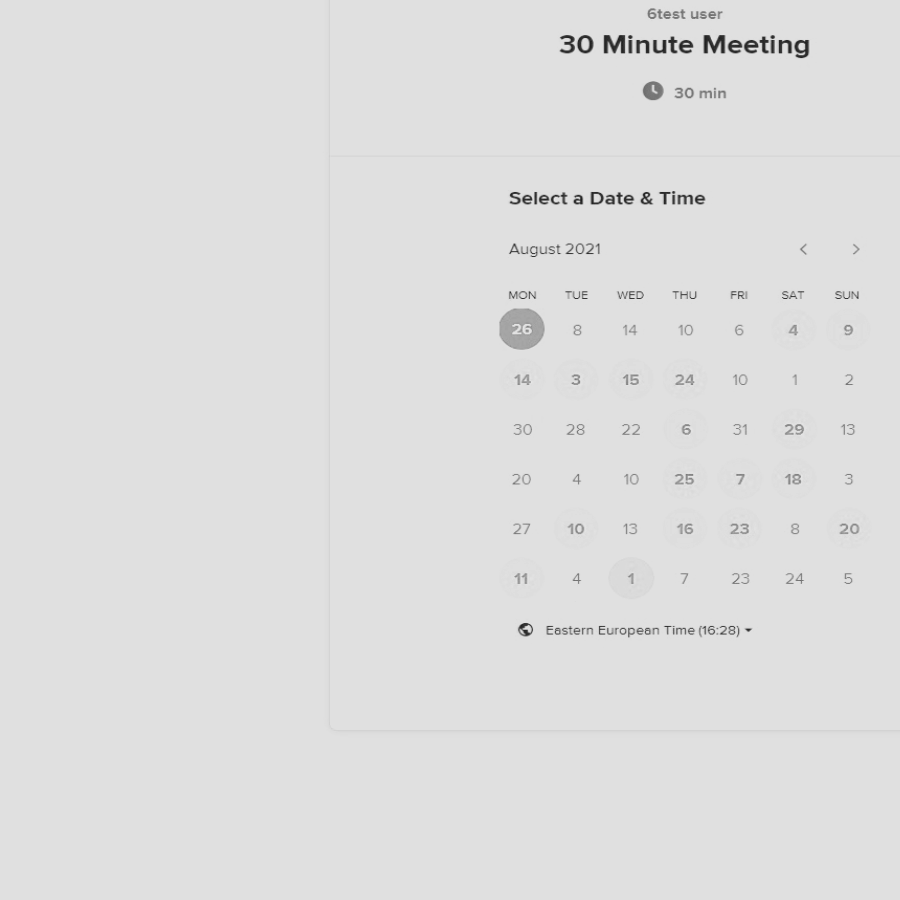 6test user
30 Minute Meeting
30 min
Select a Date & Time
August 2021
MON TUE WED THU FRI SAT SUN
26 8 14 10 6 4 9
14 3 15 24 10 1 2
30 28 22 6 31 29 13
20 4 10 25 7 18 3
27 10 13 16 23 8 20
11 4 1 7 23 24 5
Eastern European Time (16:28)